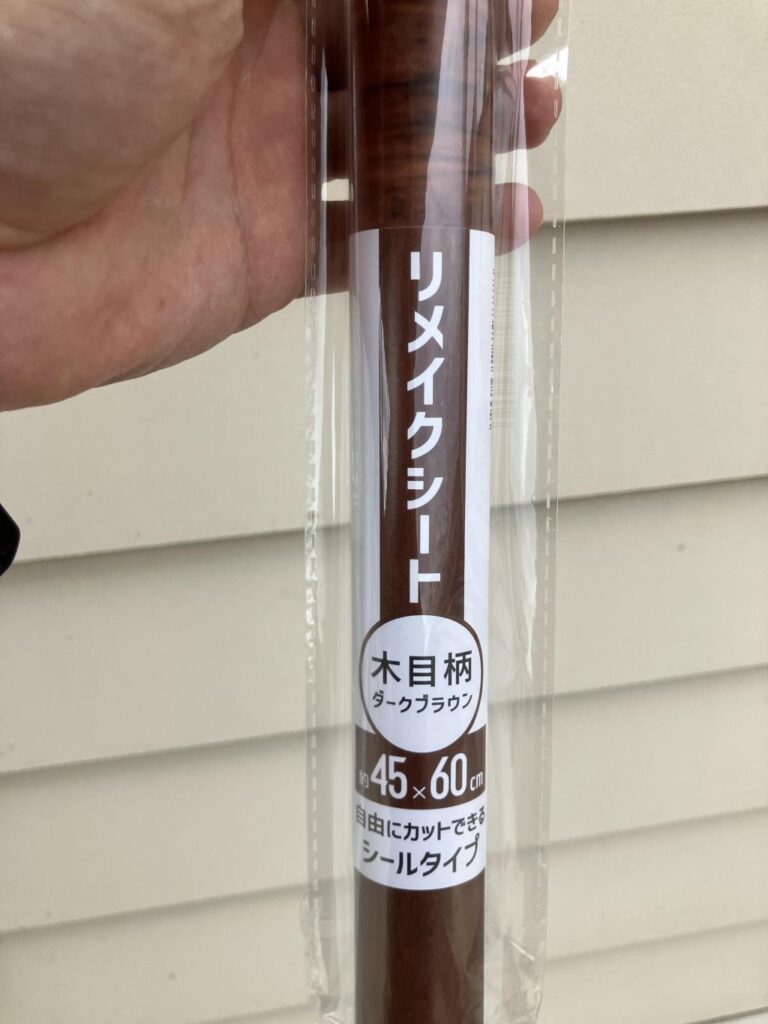 リメイクシート
木目柄
ダークブラウン
約45×60cm
自由にカットできる
シールタイプ